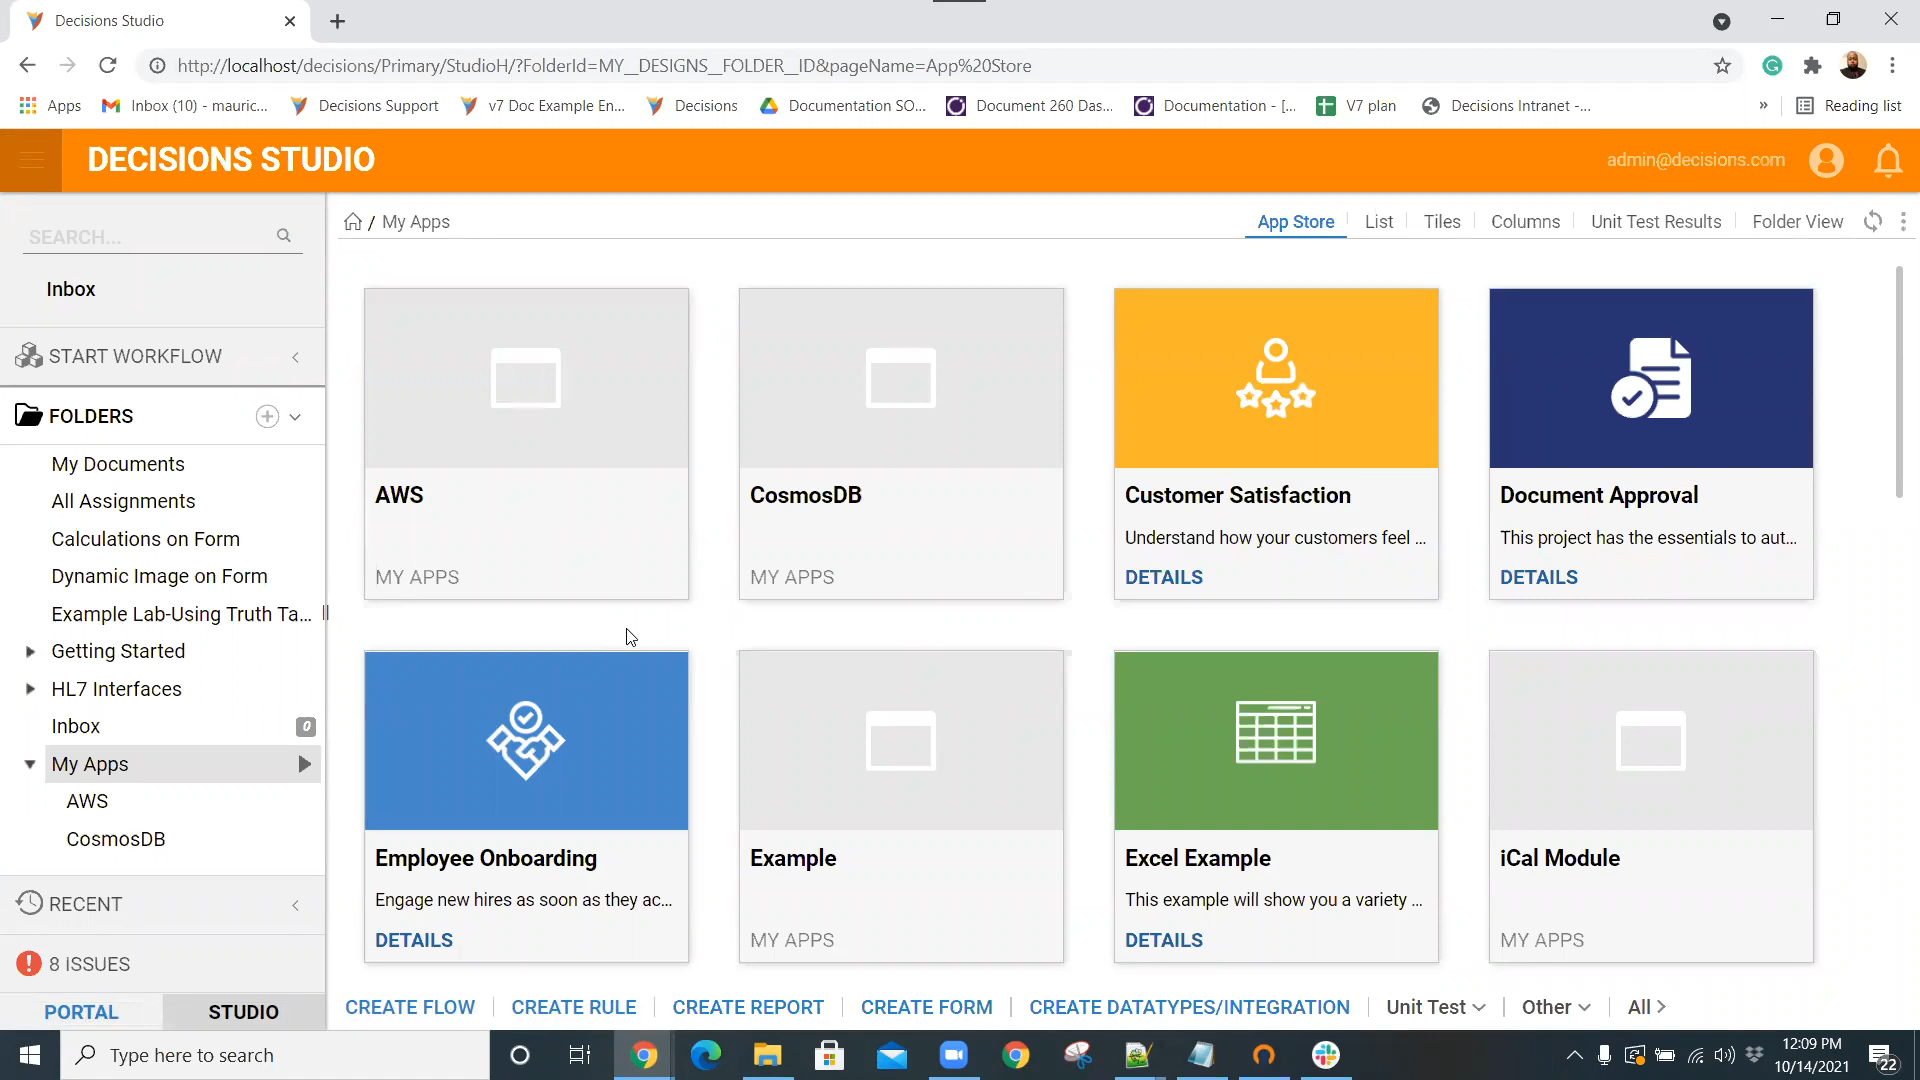 Decisions Studio
http://localhost/decisions/Primary/StudioH/?FolderId=MY__DESIGNS__FOLDER__ID&pageName=App%20Store
Apps
Inbox (10) - mauric...
Decisions Support
v7 Doc Example En...
Decisions
Documentation SO...
Document 260 Das...
Documentation - [...
V7 plan
Decisions Intranet -...
»
Reading list
DECISIONS STUDIO
admin@decisions.com
SEARCH...
Inbox
START WORKFLOW
FOLDERS
My Documents
All Assignments
Calculations on Form
Dynamic Image on Form
Example Lab-Using Truth Ta...
Getting Started
HL7 Interfaces
Inbox 0
My Apps
AWS
CosmosDB
RECENT
8 ISSUES
PORTAL
STUDIO
/ My Apps
App Store
List
Tiles
Columns
Unit Test Results
Folder View
AWS
MY APPS
CosmosDB
MY APPS
Customer Satisfaction
Understand how your customers feel ...
DETAILS
Document Approval
This project has the essentials to aut...
DETAILS
Employee Onboarding
Engage new hires as soon as they ac...
DETAILS
Example
MY APPS
Excel Example
This example will show you a variety ...
DETAILS
iCal Module
MY APPS
CREATE FLOW
CREATE RULE
CREATE REPORT
CREATE FORM
CREATE DATATYPES/INTEGRATION
Unit Test
Other
All
Type here to search
12:09 PM
10/14/2021
22